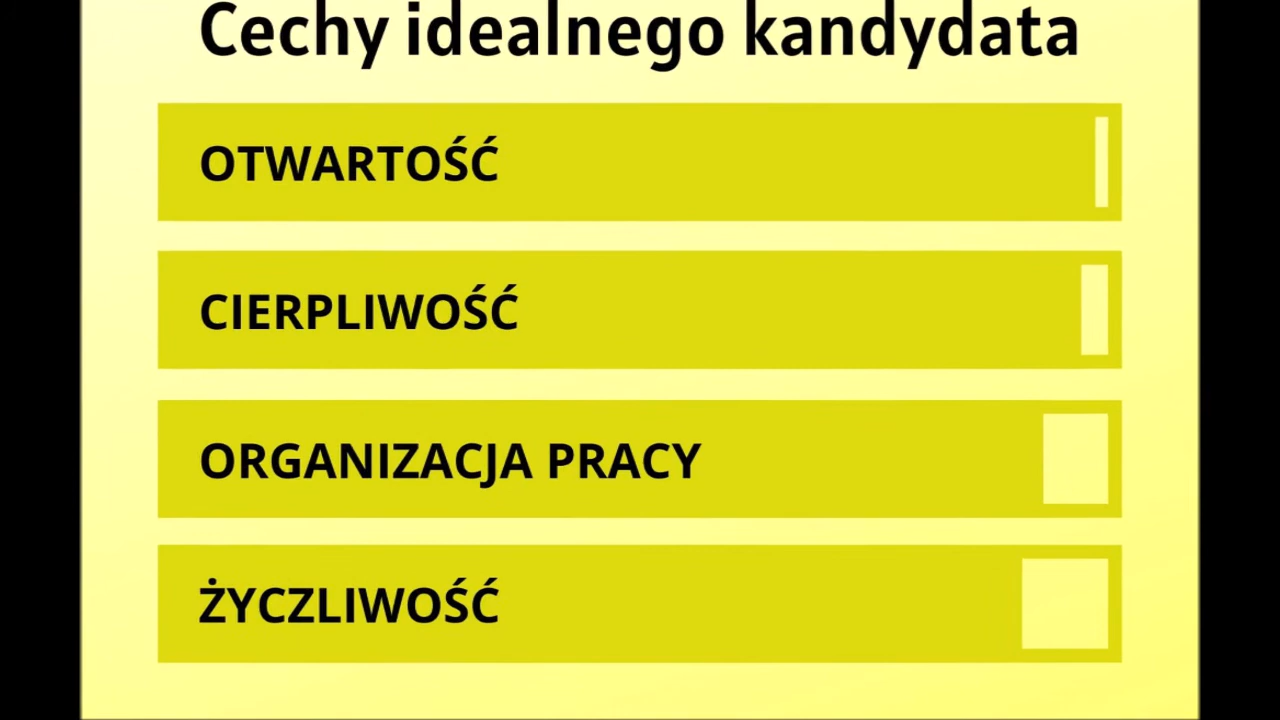 Cechy idealnego kandydata
OTWARTOŚĆ
CIERPLIWOŚĆ
ORGANIZACJA PRACY
ŻYCZLIWOŚĆ